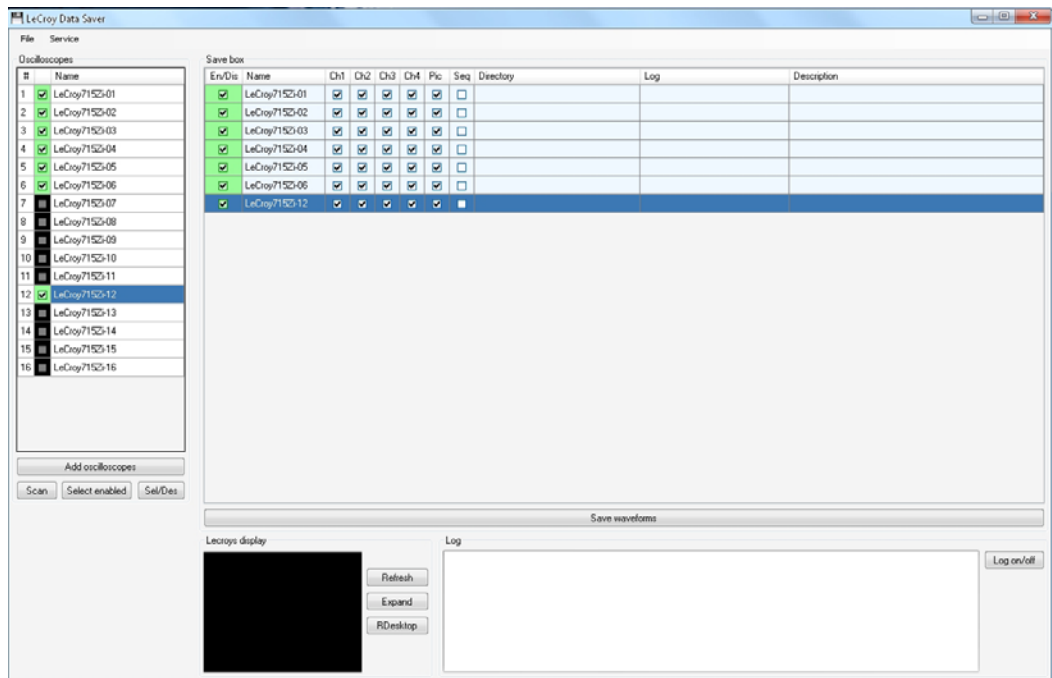 LeCroy Data Saver
File Service
Oscilloscopes
# Name
1 LeCroy715Zi-01
2 LeCroy715Zi-02
3 LeCroy715Zi-03
4 LeCroy715Zi-04
5 LeCroy715Zi-05
6 LeCroy715Zi-06
7 LeCroy715Zi-07
8 LeCroy715Zi-08
9 LeCroy715Zi-09
10 LeCroy715Zi-10
11 LeCroy715Zi-11
12 LeCroy715Zi-12
13 LeCroy715Zi-13
14 LeCroy715Zi-14
15 LeCroy715Zi-15
16 LeCroy715Zi-16
Add oscilloscopes
Scan Select enabled Sel/Des
Save box
En/Dis Name Ch1 Ch2 Ch3 Ch4 Pic Seq Directory Log Description
LeCroy715Zi-01
LeCroy715Zi-02
LeCroy715Zi-03
LeCroy715Zi-04
LeCroy715Zi-05
LeCroy715Zi-06
LeCroy715Zi-12
Save waveforms
Lecroys display
Refresh
Expand
RDesktop
Log
Log on/off